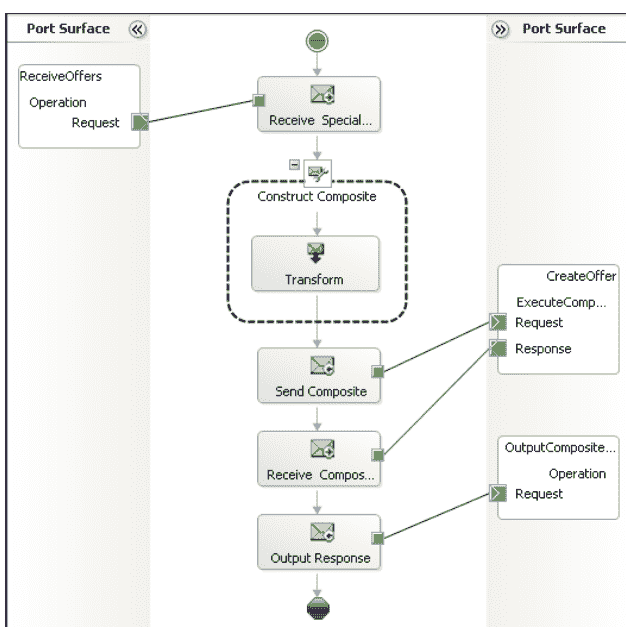 Port Surface
Port Surface
ReceiveOffers
Operation
Request
Receive Special...
Construct Composite
Transform
CreateOffer
ExecuteComp...
Request
Response
Send Composite
Receive Compos...
OutputComposite...
Operation
Request
Output Response